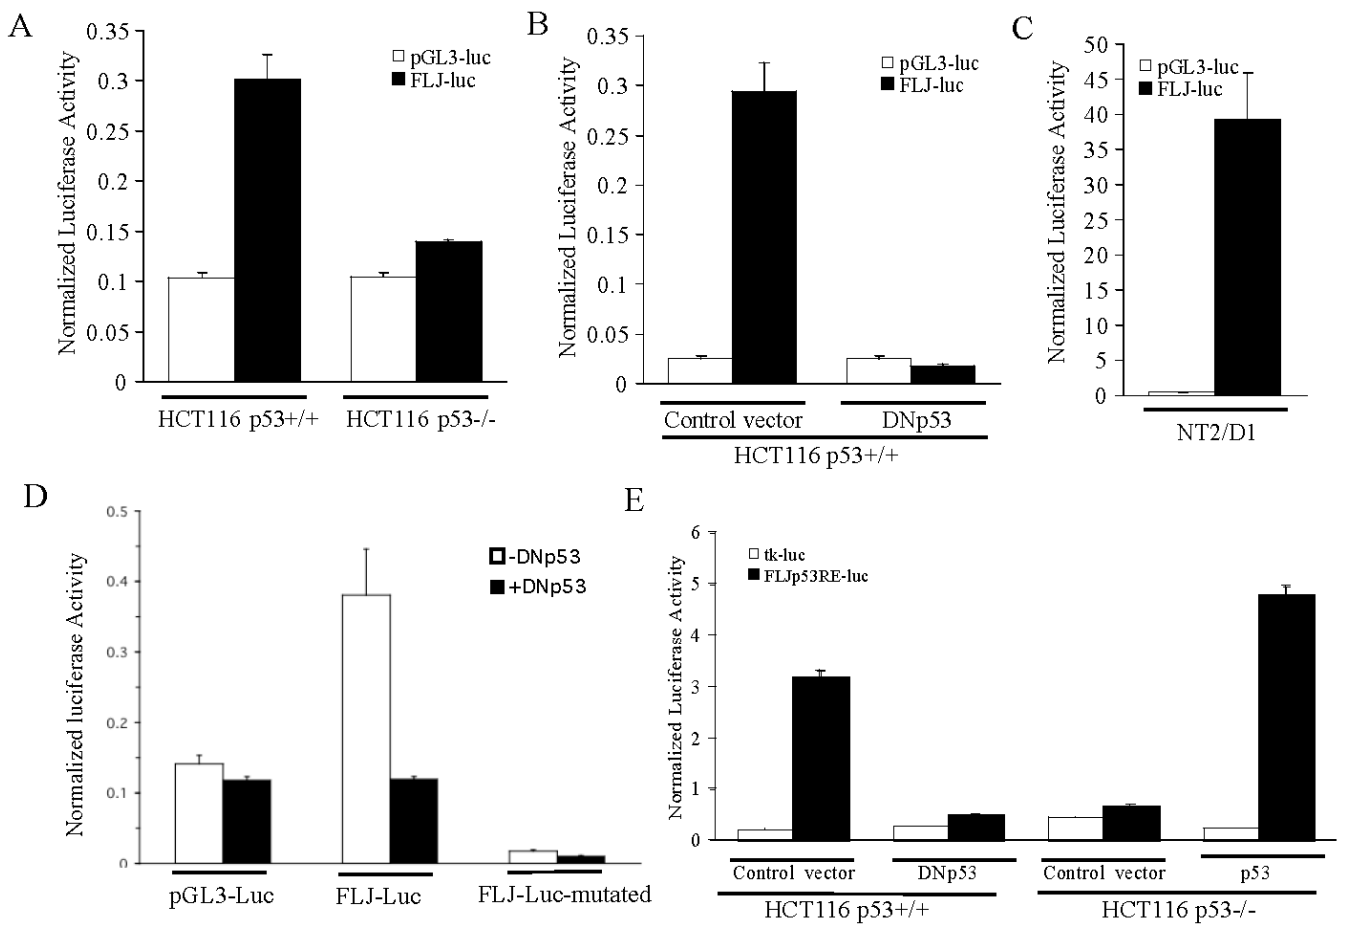 A
Normalized Luciferase Activity
0.35
0.3
0.25
0.2
0.15
0.1
0.05
0
pGL3-luc
FLJ-luc
HCT116 p53+/+
HCT116 p53-/-
B
Normalized Luciferase Activity
0.35
0.3
0.25
0.2
0.15
0.1
0.05
0
pGL3-luc
FLJ-luc
Control vector
DNp53
HCT116 p53+/+
C
Normalized Luciferase Activity
50
45
40
35
30
25
20
15
10
5
0
pGL3-luc
FLJ-luc
NT2/D1
D
Normalized luciferase Activity
0.5
0.4
0.3
0.2
0.1
0
-DNp53
+DNp53
pGL3-Luc
FLJ-Luc
FLJ-Luc-mutated
E
Normalized Luciferase Activity
6
5
4
3
2
1
0
tk-luc
FLJp53RE-luc
Control vector
DNp53
Control vector
p53
HCT116 p53+/+
HCT116 p53-/-